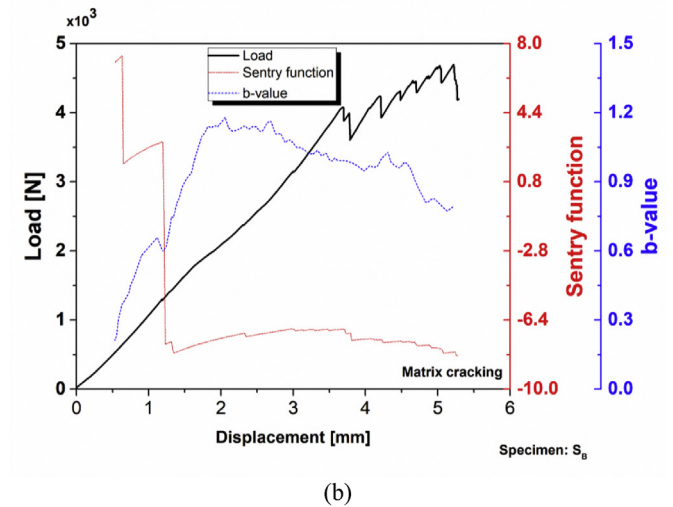 ×10³
5
4
3
2
1
0
Load [N]
0 1 2 3 4 5 6
Displacement [mm]
Load
Sentry function
b-value
8.0
4.4
0.8
-2.8
-6.4
-10.0
Sentry function
1.5
1.2
0.9
0.6
0.3
0.0
b-value
Matrix cracking
Specimen: S_B
(b)